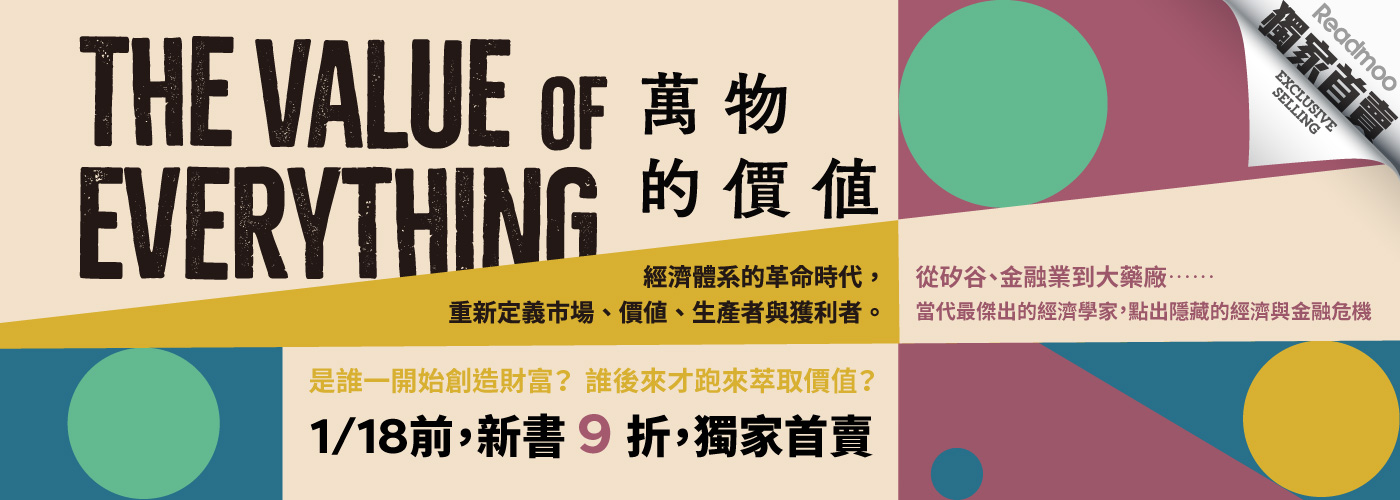 THE VALUE OF
EVERYTHING
萬物
的價值
經濟體系的革命時代，
重新定義市場、價值、生產者與獲利者。
從矽谷、金融業到大藥廠……
當代最傑出的經濟學家，點出隱藏的經濟與金融危機
是誰一開始創造財富？ 誰後來才跑來萃取價值？
1/18前，新書 9 折，獨家首賣
Readmoo
獨家首賣
EXCLUSIVE
SELLING